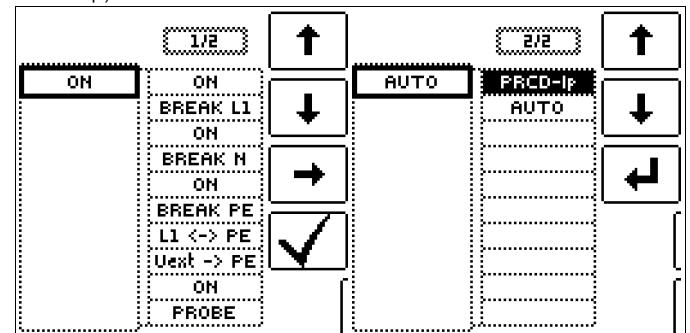 1/2
ON
ON
BREAK L1
ON
BREAK N
ON
BREAK PE
L1 <-> PE
Uext -> PE
ON
PROBE
2/2
AUTO
PRCD-Ip
AUTO